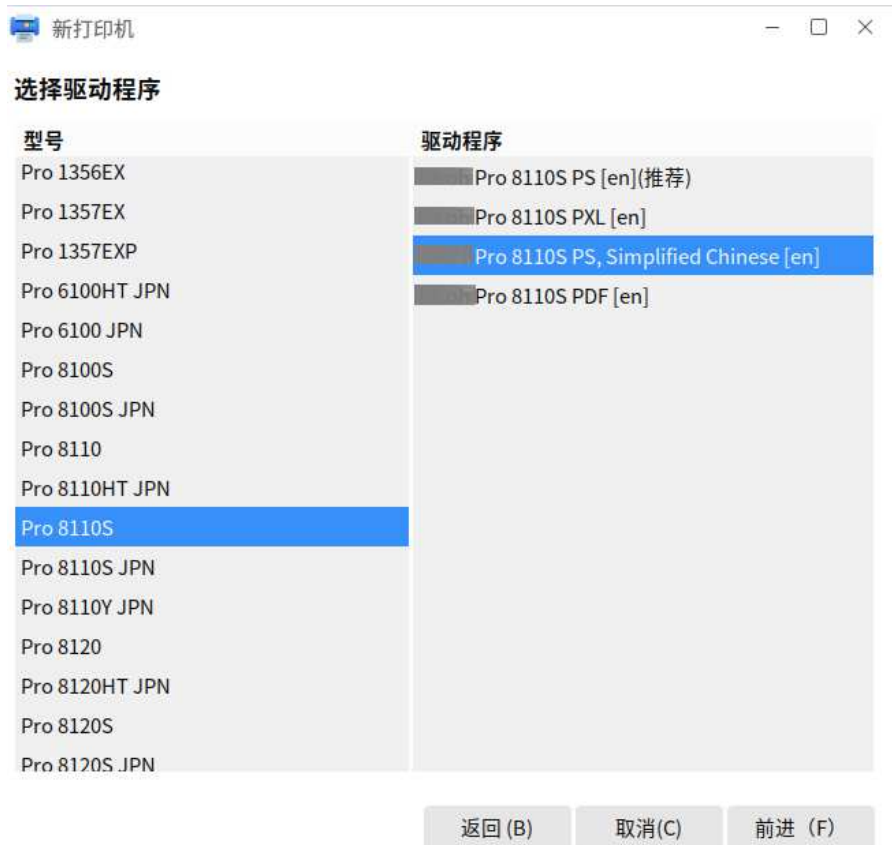 新打印机
选择驱动程序
型号
Pro 1356EX
Pro 1357EX
Pro 1357EXP
Pro 6100HT JPN
Pro 6100 JPN
Pro 8100S
Pro 8100S JPN
Pro 8110
Pro 8110HT JPN
Pro 8110S
Pro 8110S JPN
Pro 8110Y JPN
Pro 8120
Pro 8120HT JPN
Pro 8120S
Pro 8120S JPN
驱动程序
Pro 8110S PS [en](推荐)
Pro 8110S PXL [en]
Pro 8110S PS, Simplified Chinese [en]
Pro 8110S PDF [en]
返回 (B)
取消(C)
前进（F）